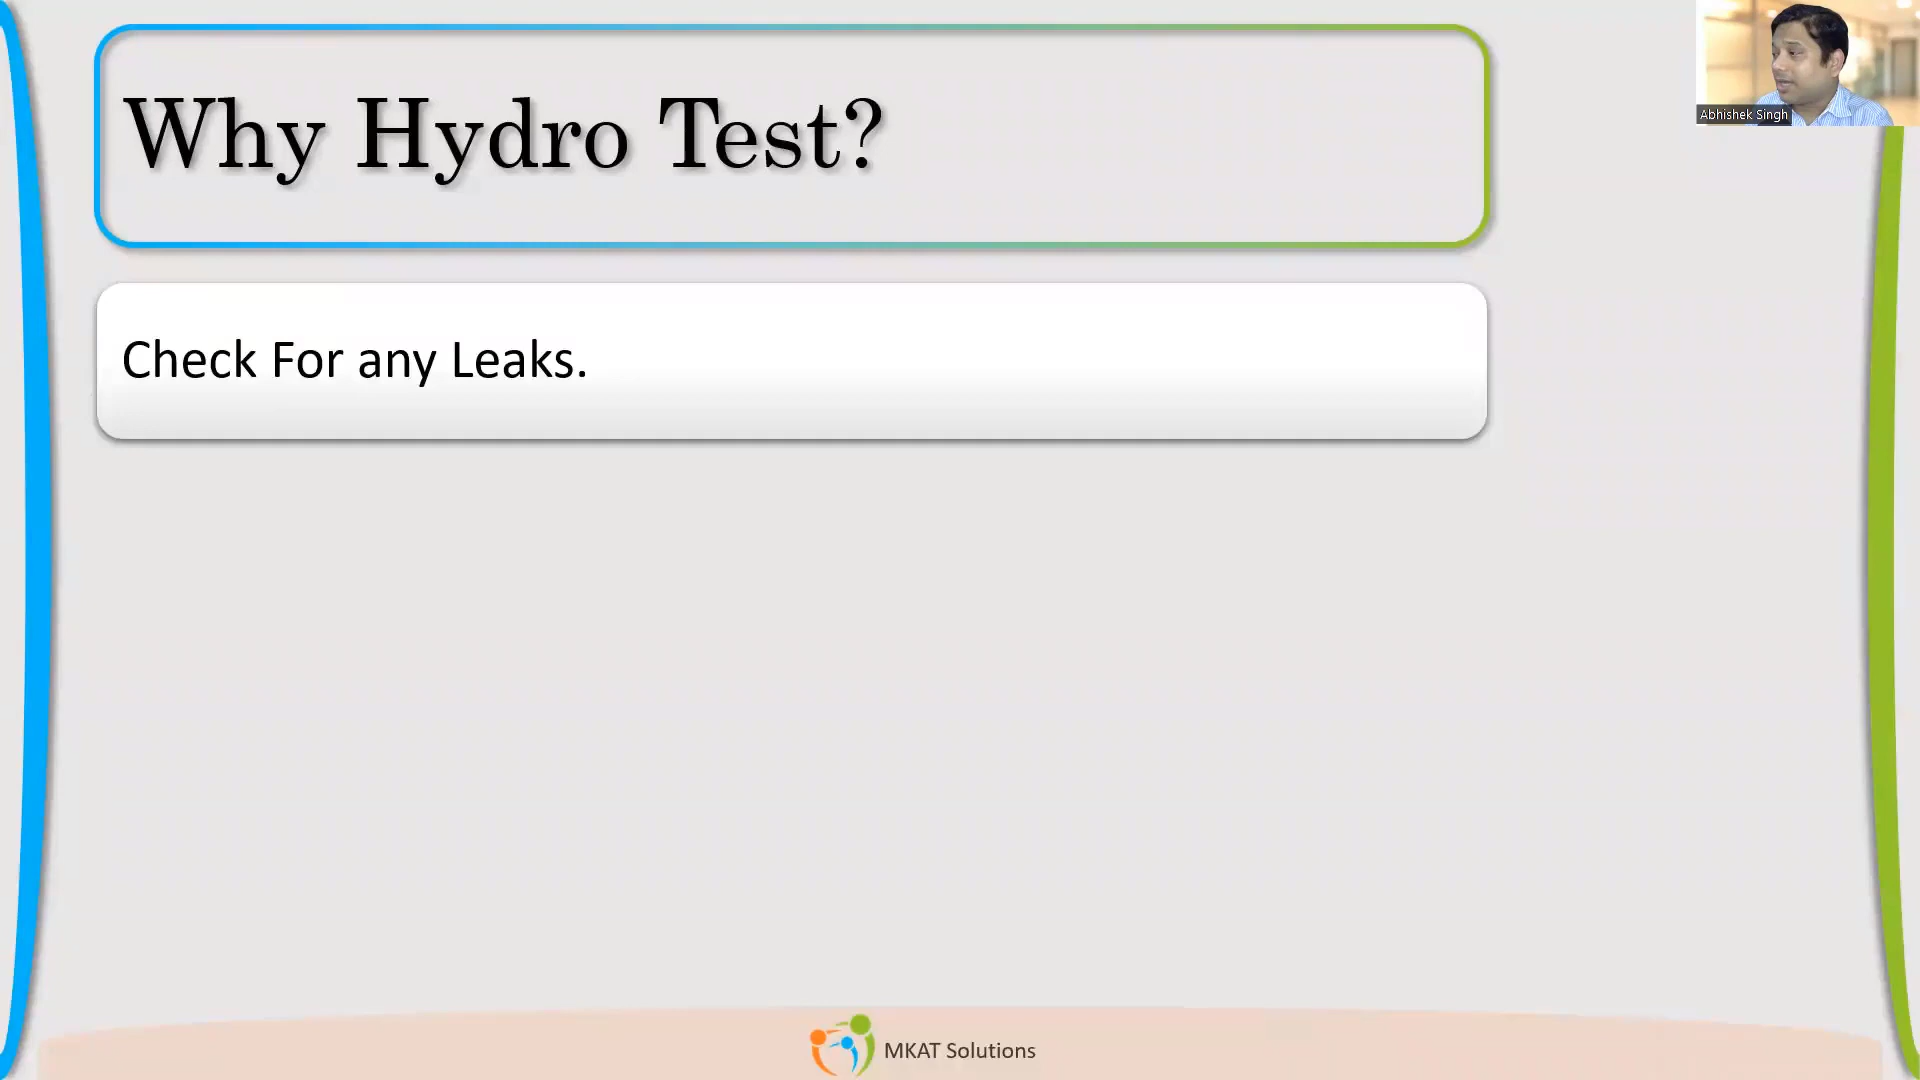 Why Hydro Test?
Abhishek Singh
Check For any Leaks.
MKAT Solutions